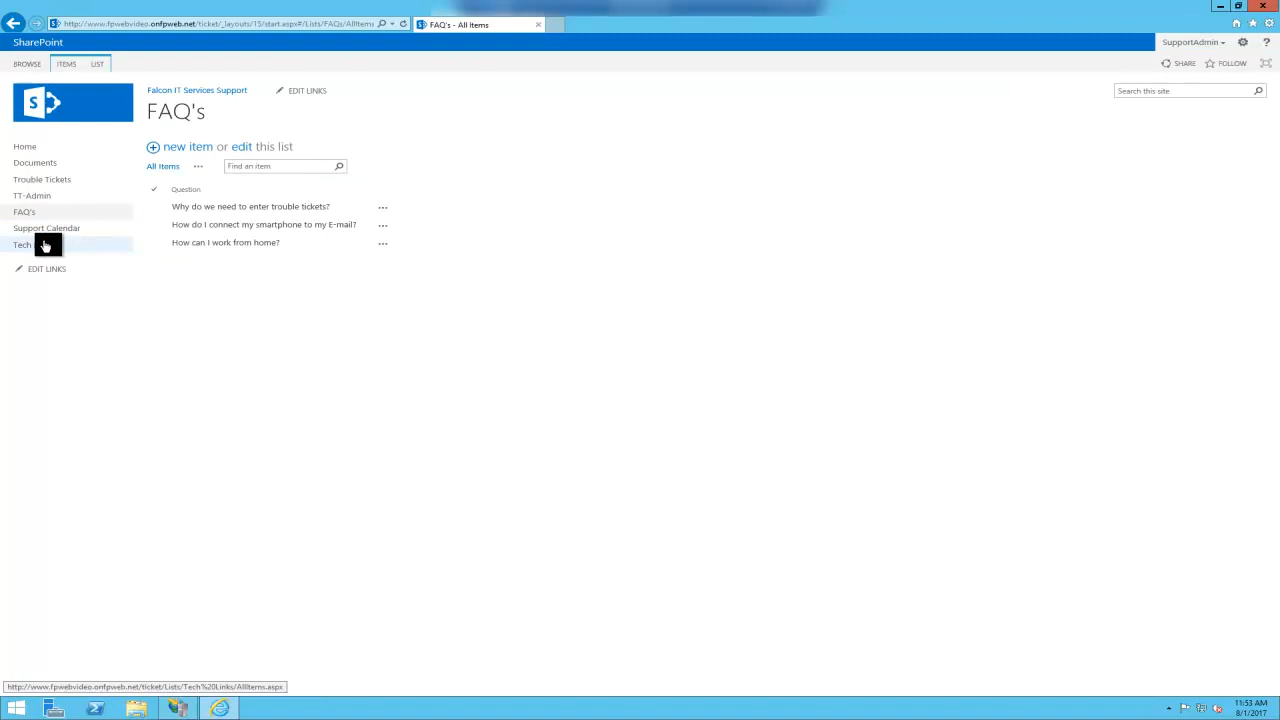 http://www.fpwebvideo.onfpweb.net/ticket/_layouts/15/start.aspx#/Lists/FAQs/AllItems
FAQ's - All Items
SharePoint
SupportAdmin
BROWSE ITEMS LIST
SHARE FOLLOW
Falcon IT Services Support EDIT LINKS
Search this site
FAQ's
new item or edit this list
All Items ... Find an item
Question
Why do we need to enter trouble tickets? ...
How do I connect my smartphone to my E-mail? ...
How can I work from home? ...
Home
Documents
Trouble Tickets
TT-Admin
FAQ's
Support Calendar
Tech
EDIT LINKS
http://www.fpwebvideo.onfpweb.net/ticket/Lists/Tech%20Links/AllItems.aspx
11:53 AM
8/1/2017